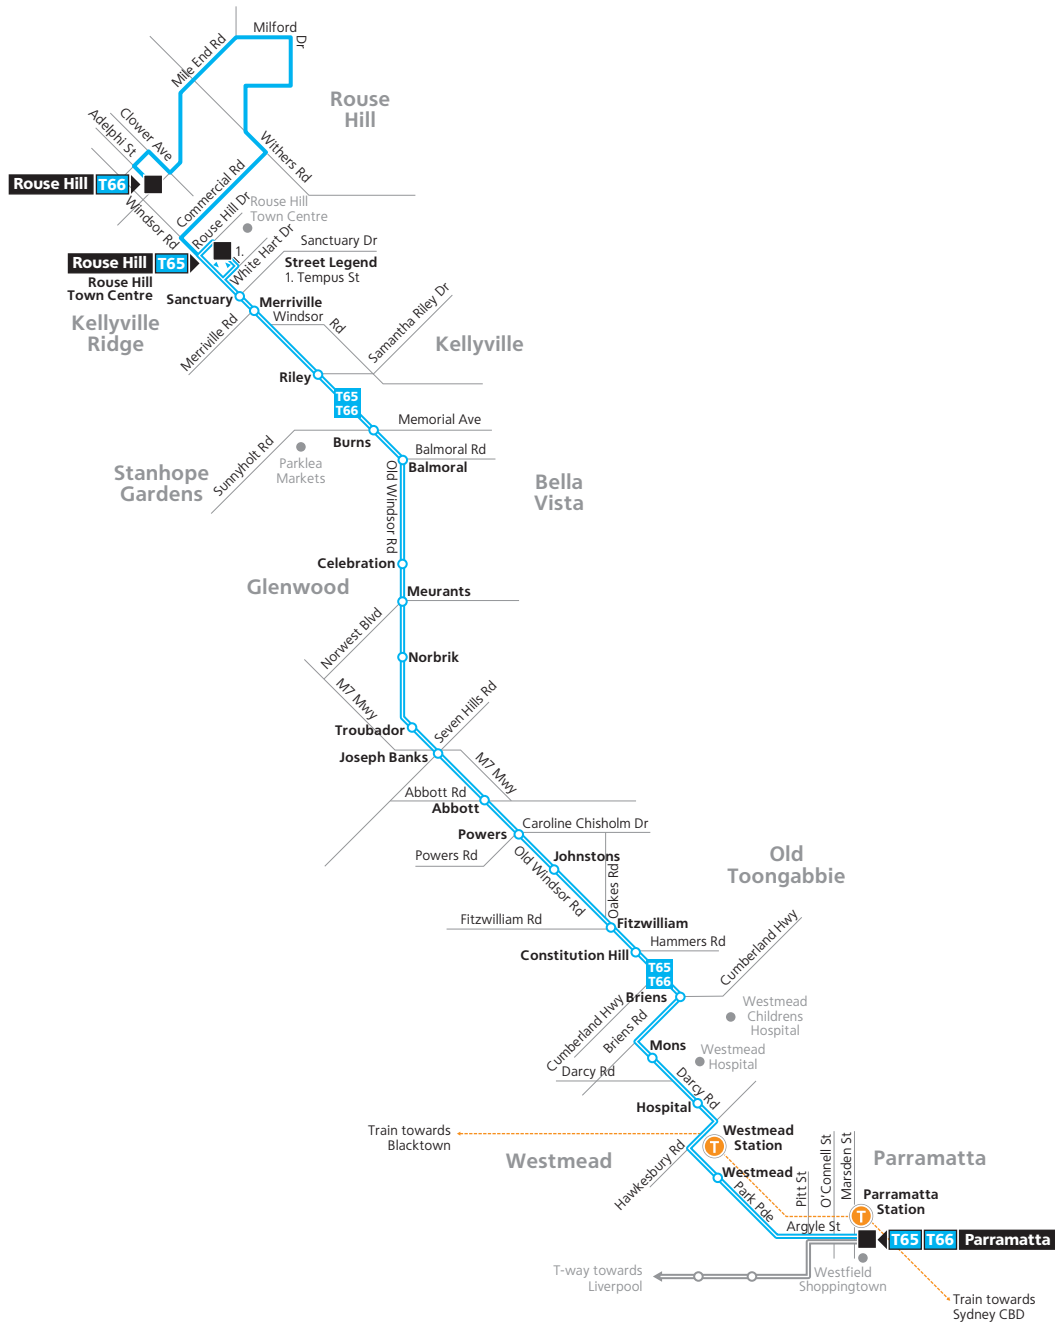 Milford
Dr
Mile End Rd
Rouse
Hill
Clower Ave
Adelphi St
Withers Rd
Commercial Rd
Rouse Hill T66
Windsor Rd
Rouse Hill Dr
Rouse Hill
Town Centre
1.
White Hart Dr
Sanctuary Dr
Rouse Hill T65
Rouse Hill
Town Centre
Street Legend
1. Tempus St
Sanctuary
Merriville
Windsor
Rd
Kellyville
Ridge
Merriville Rd
Samantha Riley Dr
Kellyville
Riley
T65
T66
Memorial Ave
Burns
Sunnyholt Rd
Parklea
Markets
Balmoral Rd
Balmoral
Stanhope
Gardens
Old Windsor Rd
Bella
Vista
Celebration
Glenwood
Meurants
Norwest Blvd
Norbrik
M7 Mwy
Seven Hills Rd
Troubador
Joseph Banks
M7 Mwy
Abbott Rd
Abbott
Powers
Caroline Chisholm Dr
Powers Rd
Old Windsor Rd
Johnstons
Oakes Rd
Old
Toongabbie
Fitzwilliam Rd
Fitzwilliam
Constitution Hill
Hammers Rd
T65
T66
Cumberland Hwy
Briens
Cumberland Hwy
Briens Rd
Westmead
Childrens
Hospital
Mons
Westmead
Hospital
Darcy Rd
Darcy Rd
Hospital
Train towards
Blacktown
Westmead
Station
T
Westmead
Hawkesbury Rd
Westmead
Park Pde
Pitt St
O'Connell St
Marsden St
Parramatta
Parramatta
Station
T
Argyle St
T65 T66 Parramatta
T-way towards
Liverpool
Westfield
Shoppingtown
Train towards
Sydney CBD